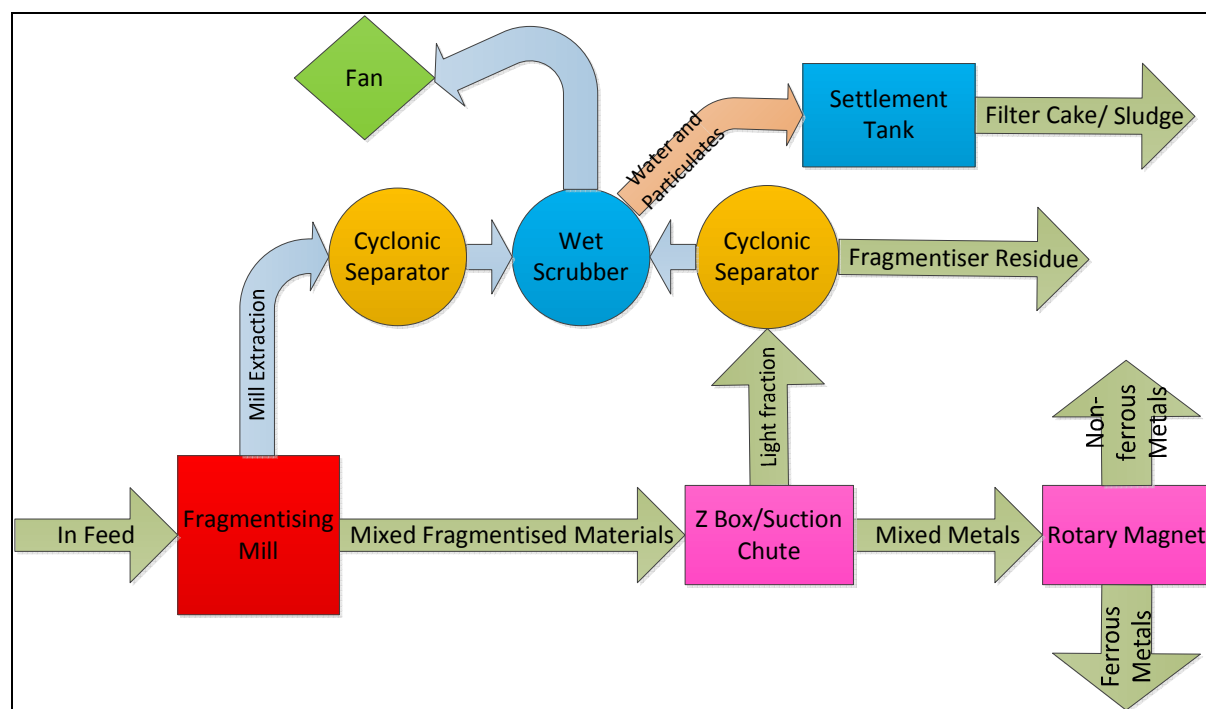 Fan
Settlement
Tank
Filter Cake/ Sludge
Water and
Particulates
Cyclonic
Separator
Wet
Scrubber
Cyclonic
Separator
Fragmentiser Residue
Mill Extraction
Light fraction
Non-
ferrous
Metals
In Feed
Fragmentising
Mill
Mixed Fragmentised Materials
Z Box/Suction
Chute
Mixed Metals
Rotary Magnet
Ferrous
Metals